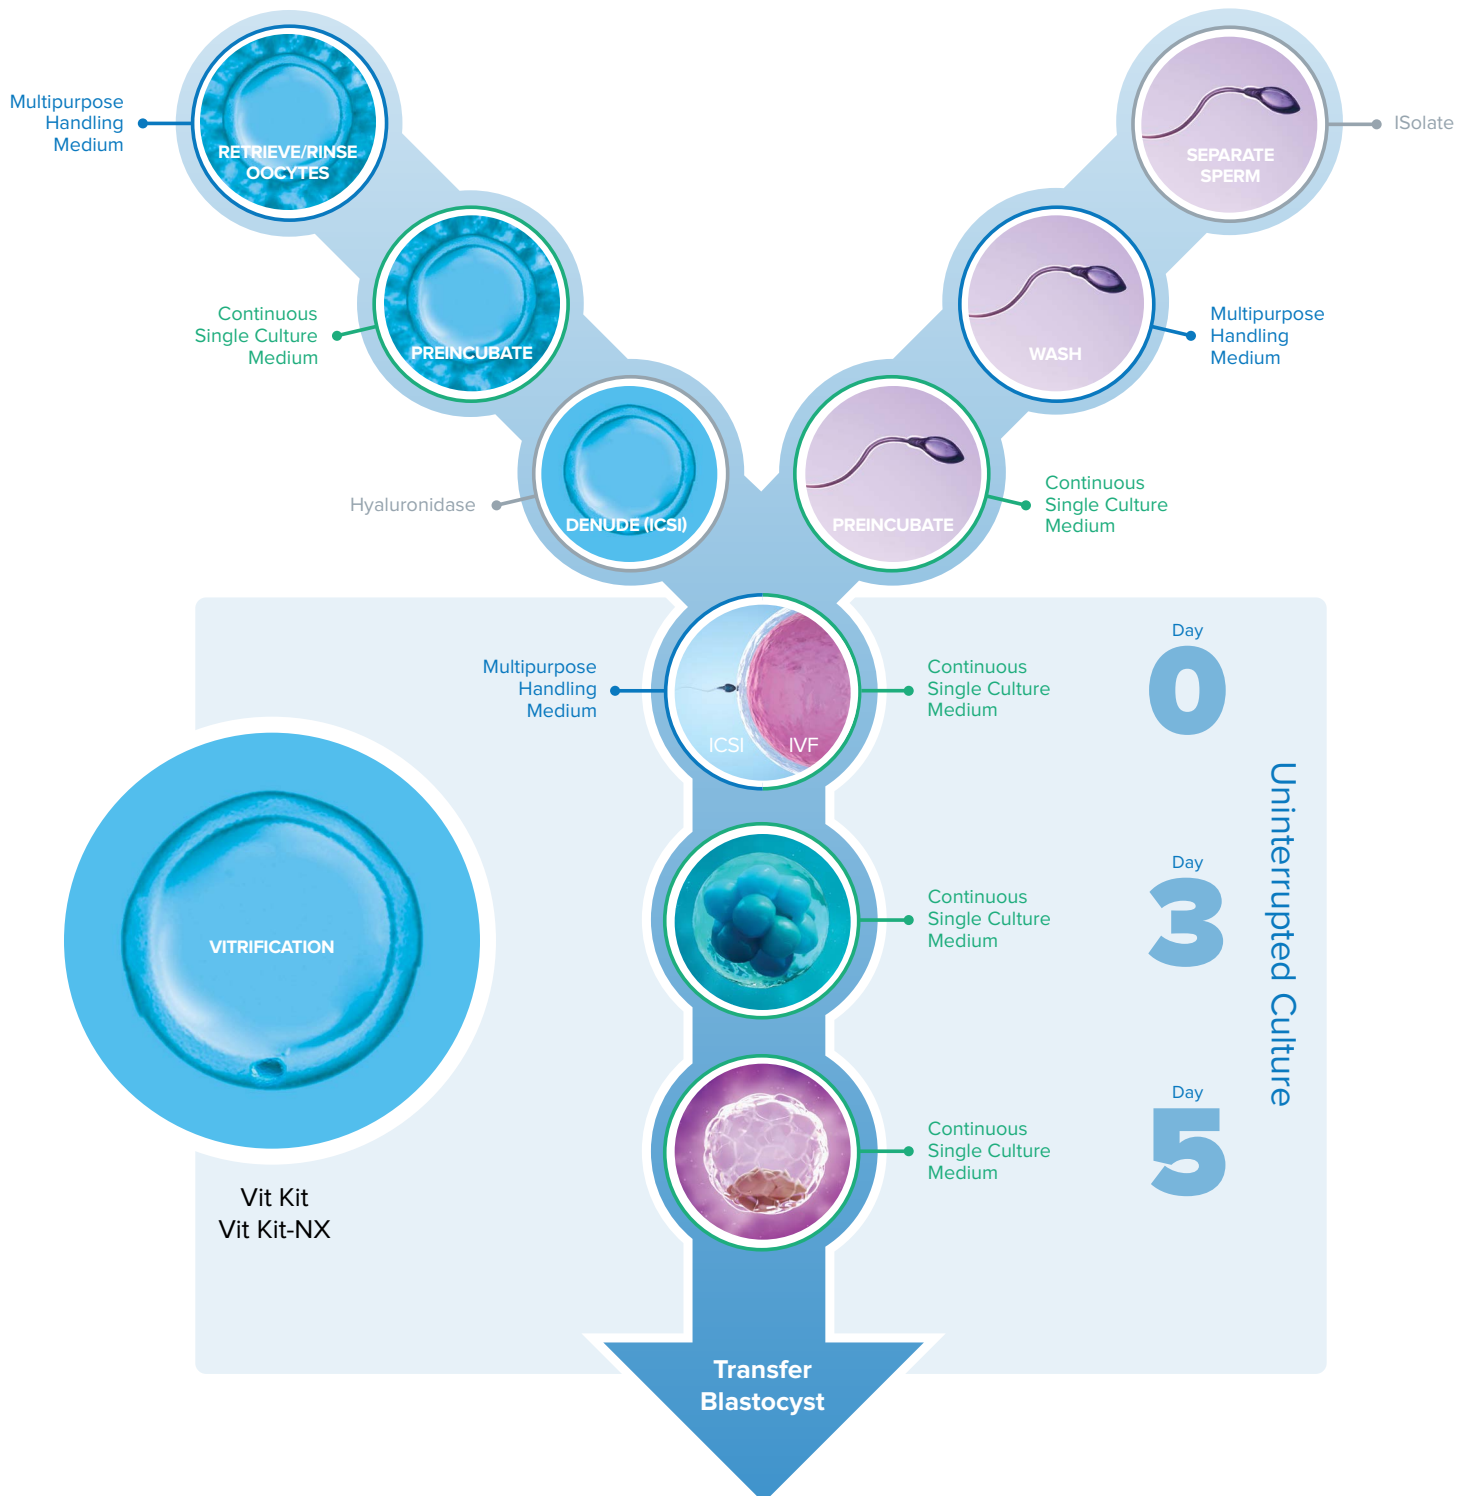 Multipurpose
Handling
Medium
RETRIEVE/RINSE
OOCYTES
SEPARATE
SPERM
ISolate
Continuous
Single Culture
Medium
PREINCUBATE
WASH
Multipurpose
Handling
Medium
Hyaluronidase
DENUDE (ICSI)
PREINCUBATE
Continuous
Single Culture
Medium
Multipurpose
Handling
Medium
ICSI
IVF
Continuous
Single Culture
Medium
Day
0
Uninterrupted Culture
VITRIFICATION
Continuous
Single Culture
Medium
Day
3
Continuous
Single Culture
Medium
Day
5
Vit Kit
Vit Kit-NX
Transfer
Blastocyst